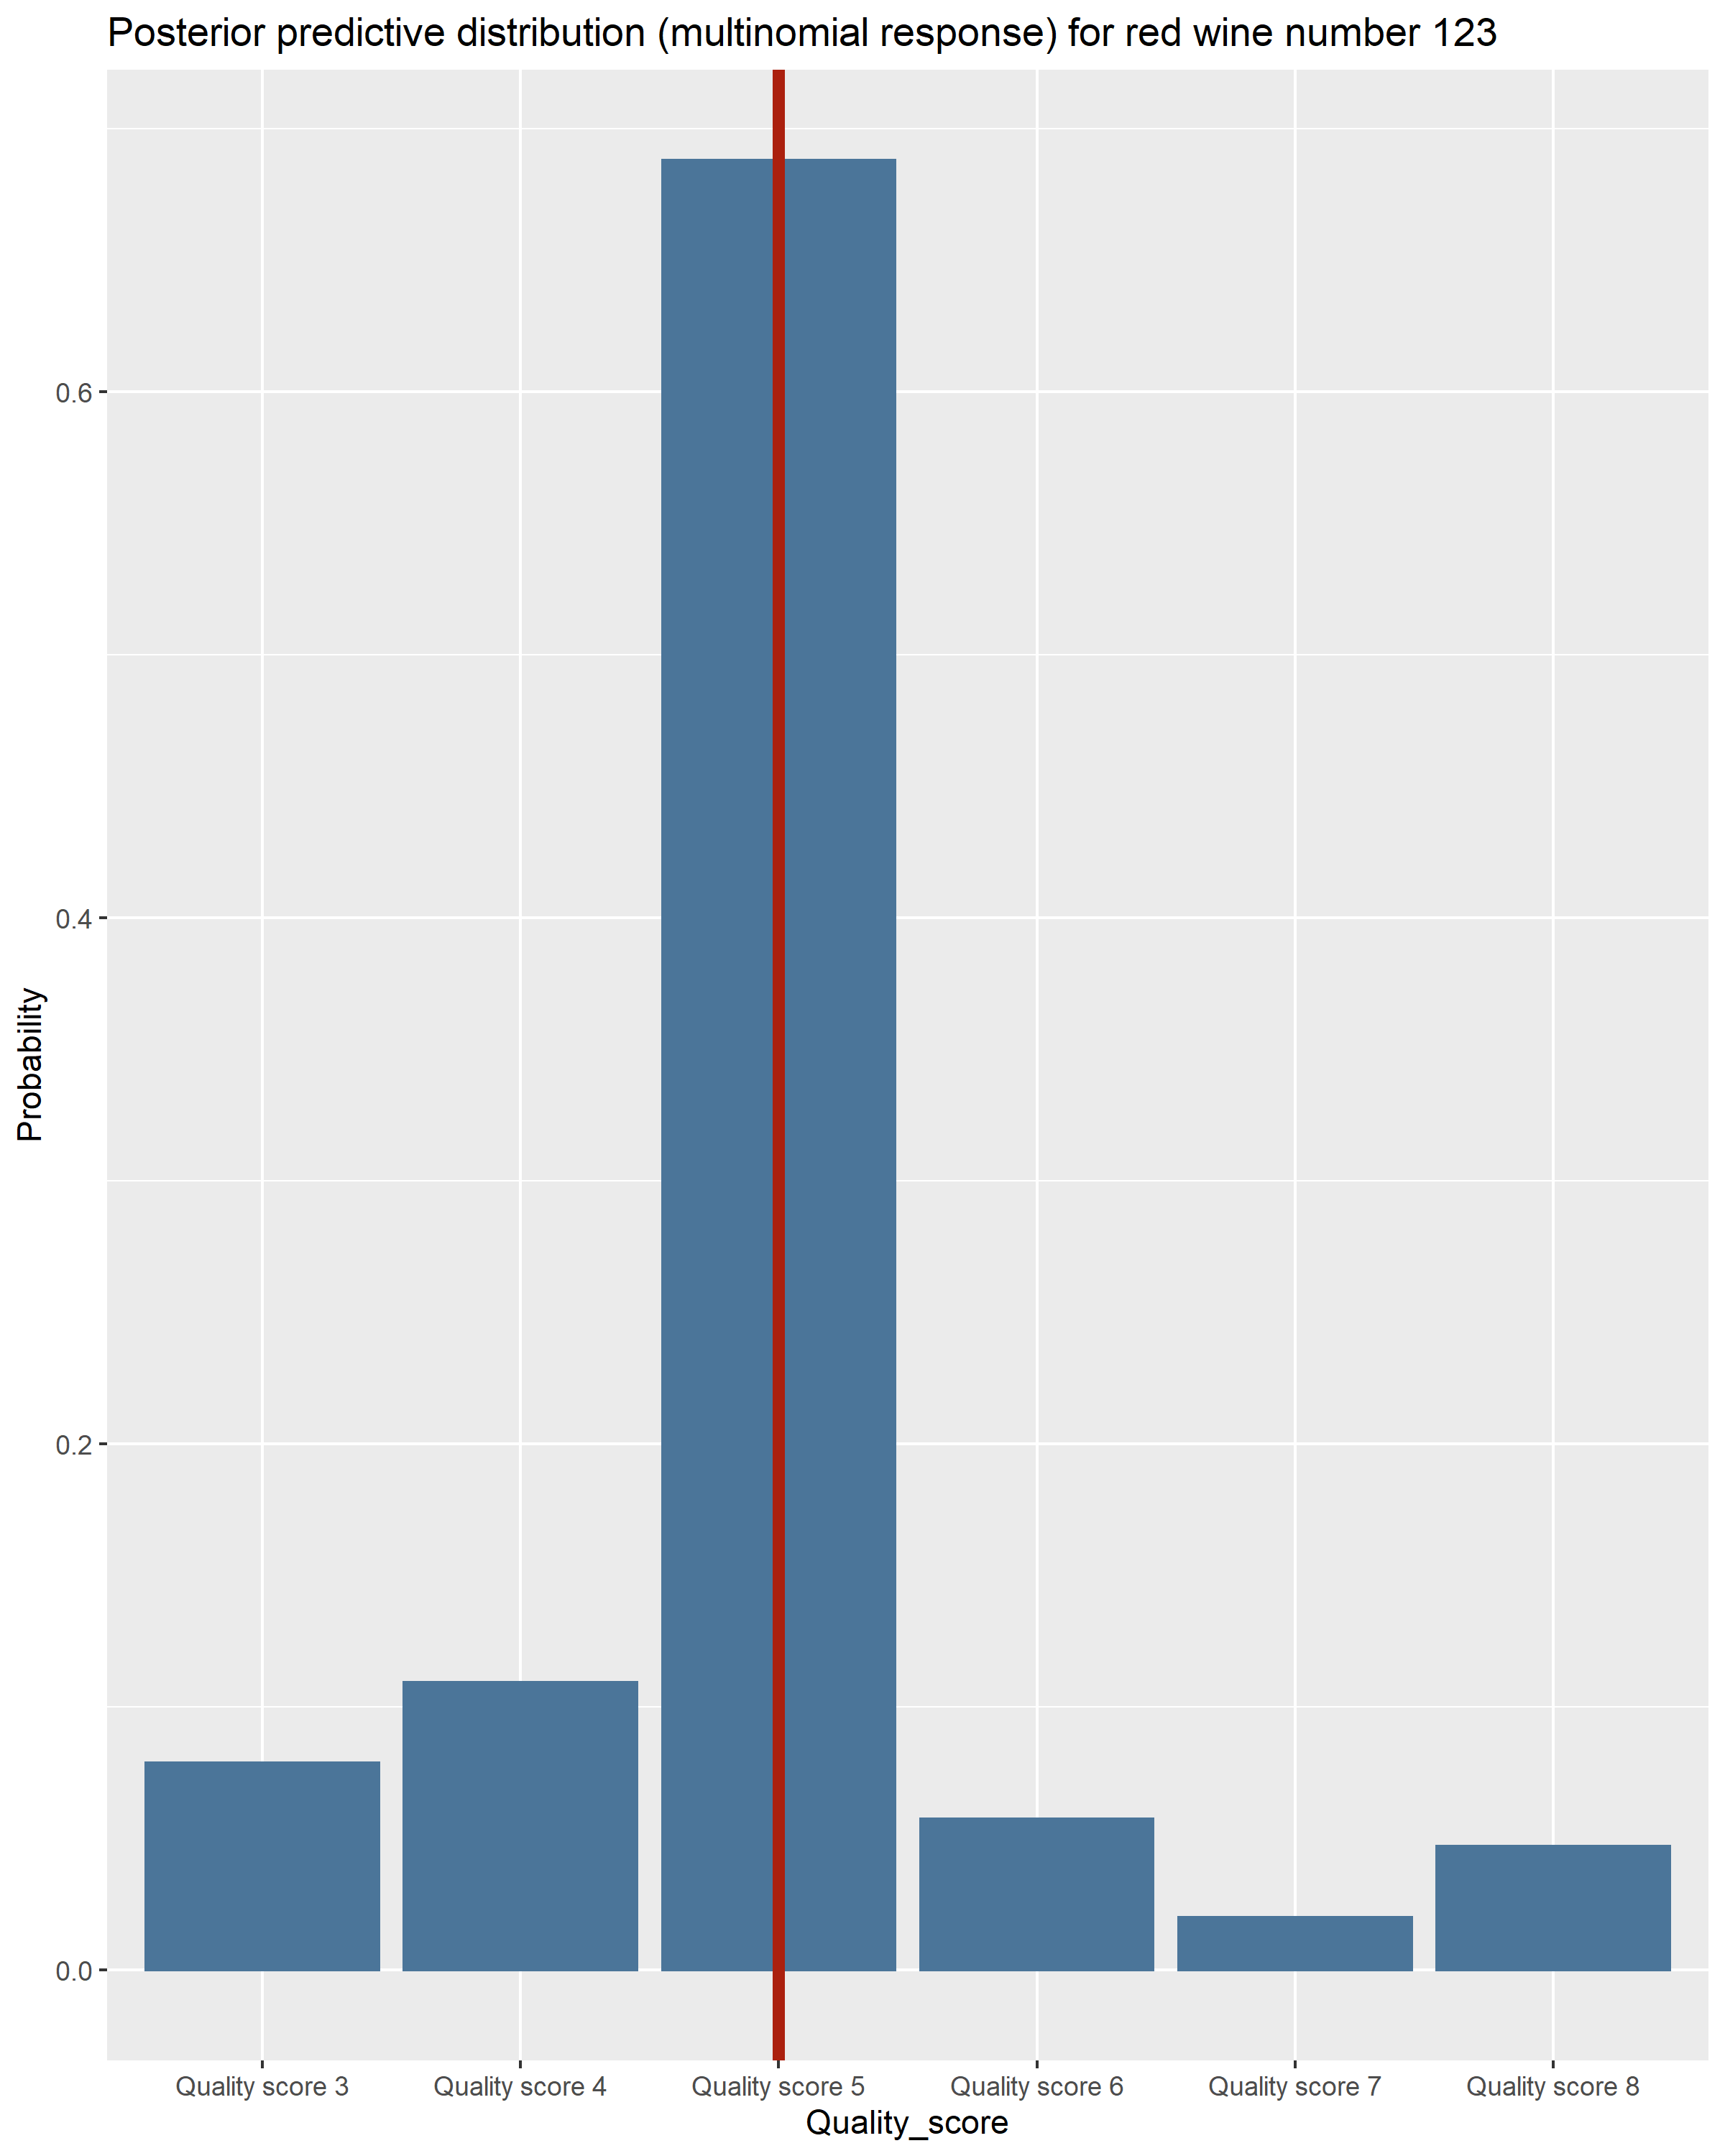 Posterior predictive distribution (multinomial response) for red wine number 123
Probability
0.6
0.4
0.2
0.0
Quality score 3 Quality score 4 Quality score 5 Quality score 6 Quality score 7 Quality score 8
Quality_score